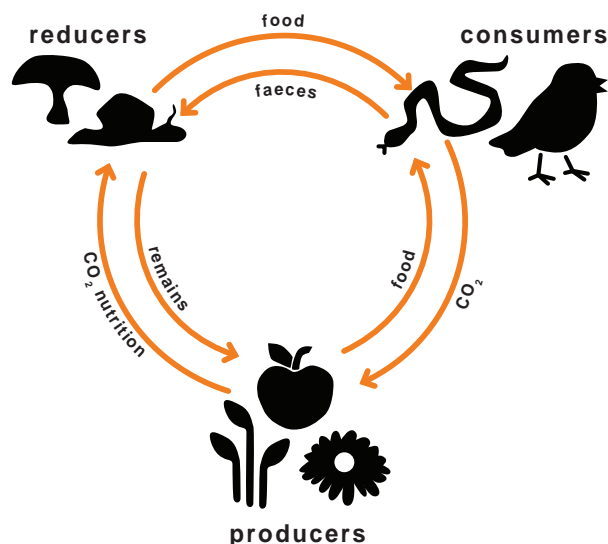 reducers
food
consumers
faeces
CO₂ nutrition
remains
food
CO₂
producers